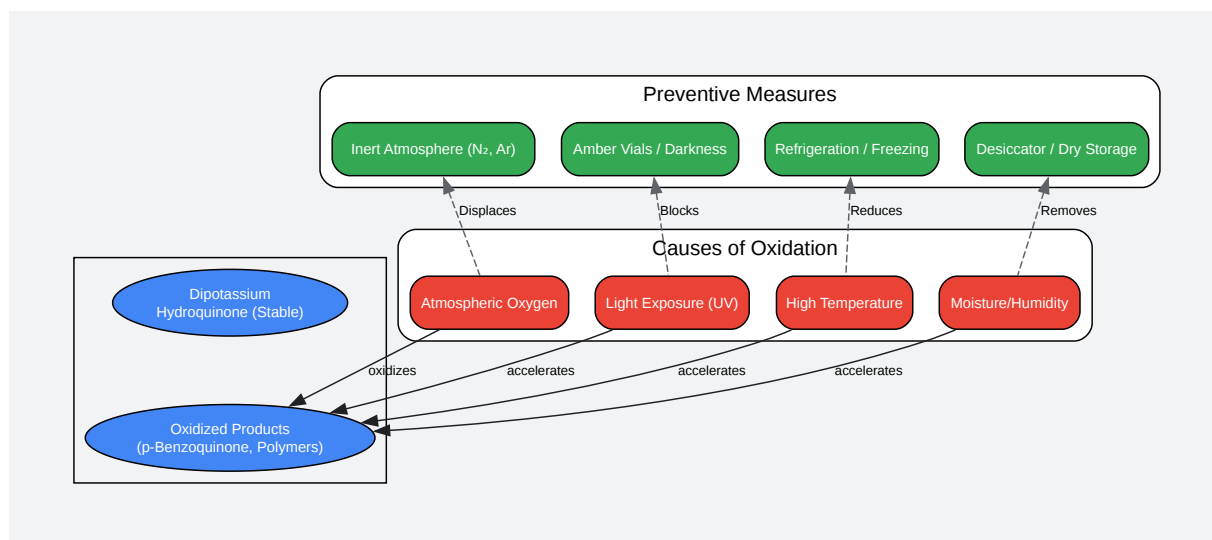 Preventive Measures
Inert Atmosphere (N₂, Ar)
Amber Vials / Darkness
Refrigeration / Freezing
Desiccator / Dry Storage
Displaces
Blocks
Reduces
Removes
Causes of Oxidation
Atmospheric Oxygen
Light Exposure (UV)
High Temperature
Moisture/Humidity
Dipotassium
Hydroquinone (Stable)
oxidizes
accelerates
accelerates
accelerates
Oxidized Products
(p-Benzoquinone, Polymers)